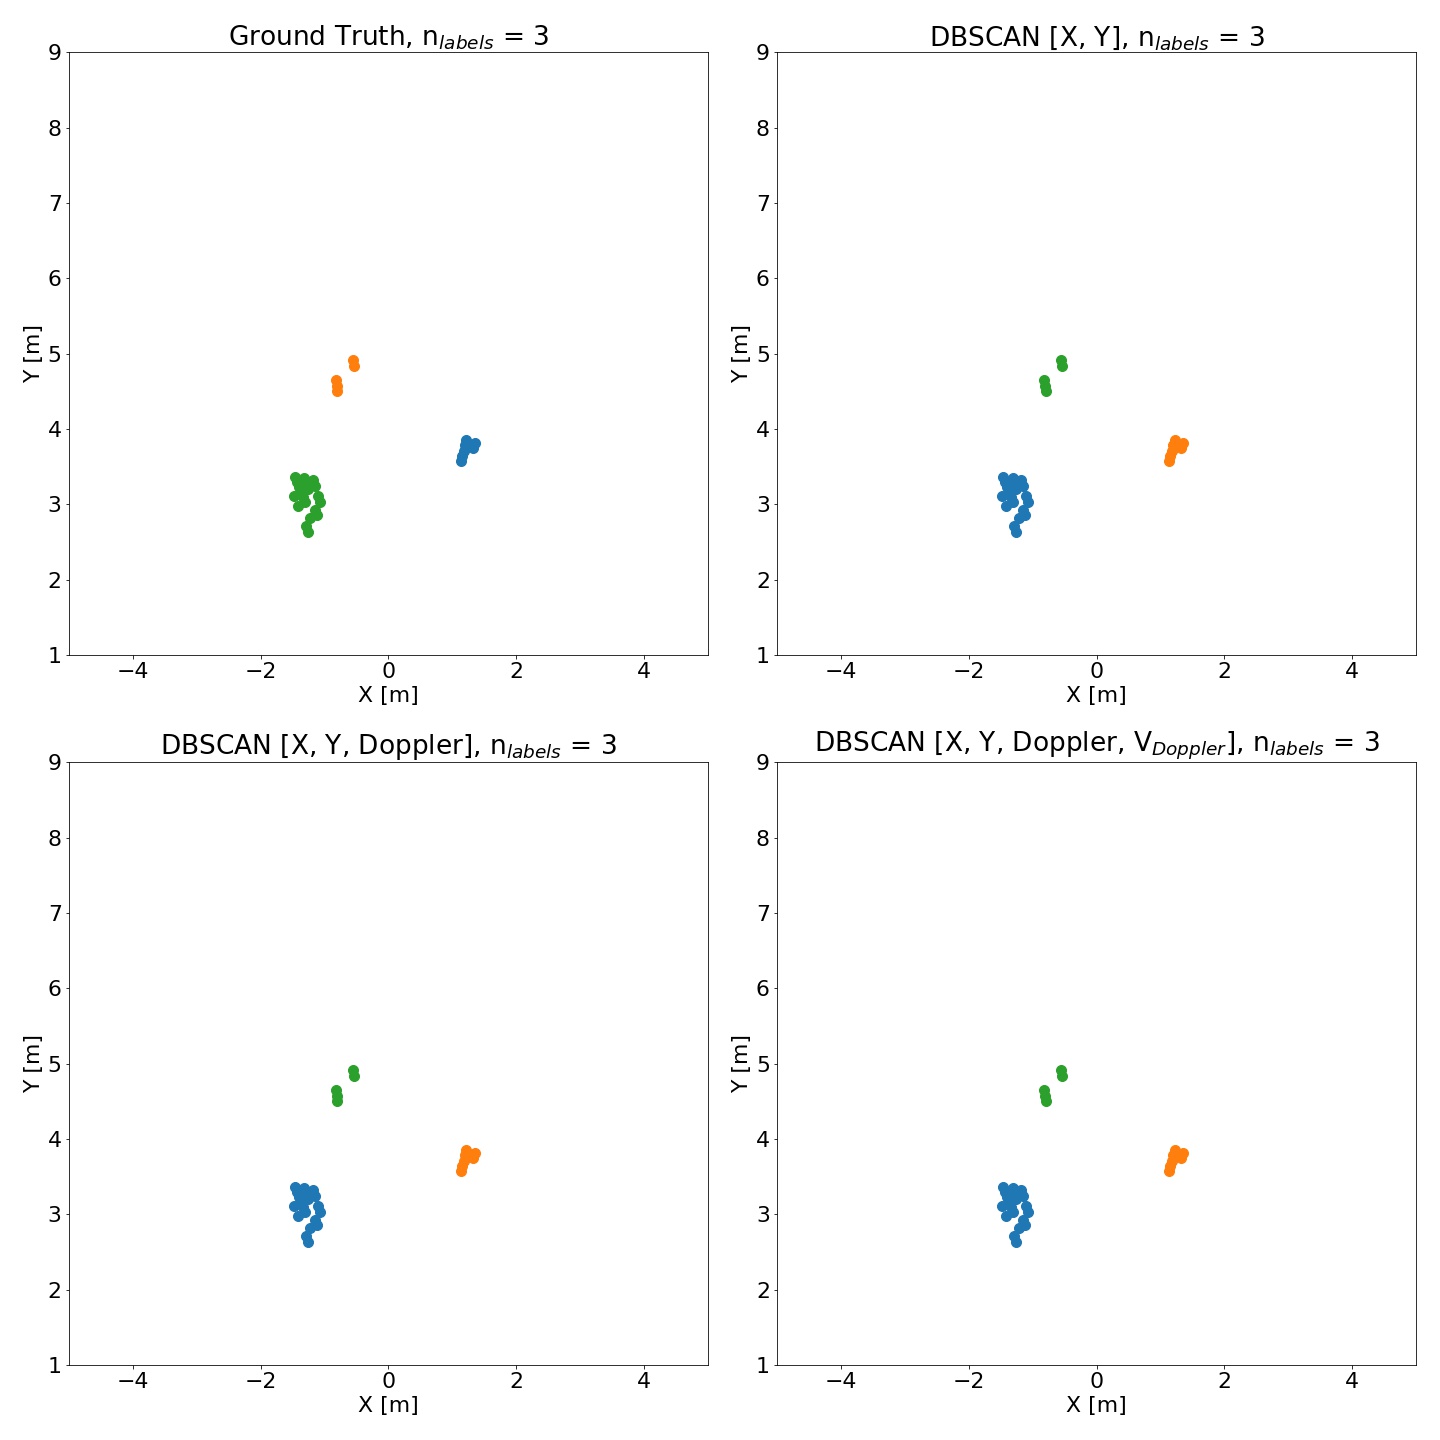 Ground Truth, n_labels = 3
9
8
7
6
5
4
3
2
1
Y [m]
−4 −2 0 2 4
X [m]
DBSCAN [X, Y], n_labels = 3
9
8
7
6
5
4
3
2
1
Y [m]
−4 −2 0 2 4
X [m]
DBSCAN [X, Y, Doppler], n_labels = 3
9
8
7
6
5
4
3
2
1
Y [m]
−4 −2 0 2 4
X [m]
DBSCAN [X, Y, Doppler, V_Doppler], n_labels = 3
9
8
7
6
5
4
3
2
1
Y [m]
−4 −2 0 2 4
X [m]